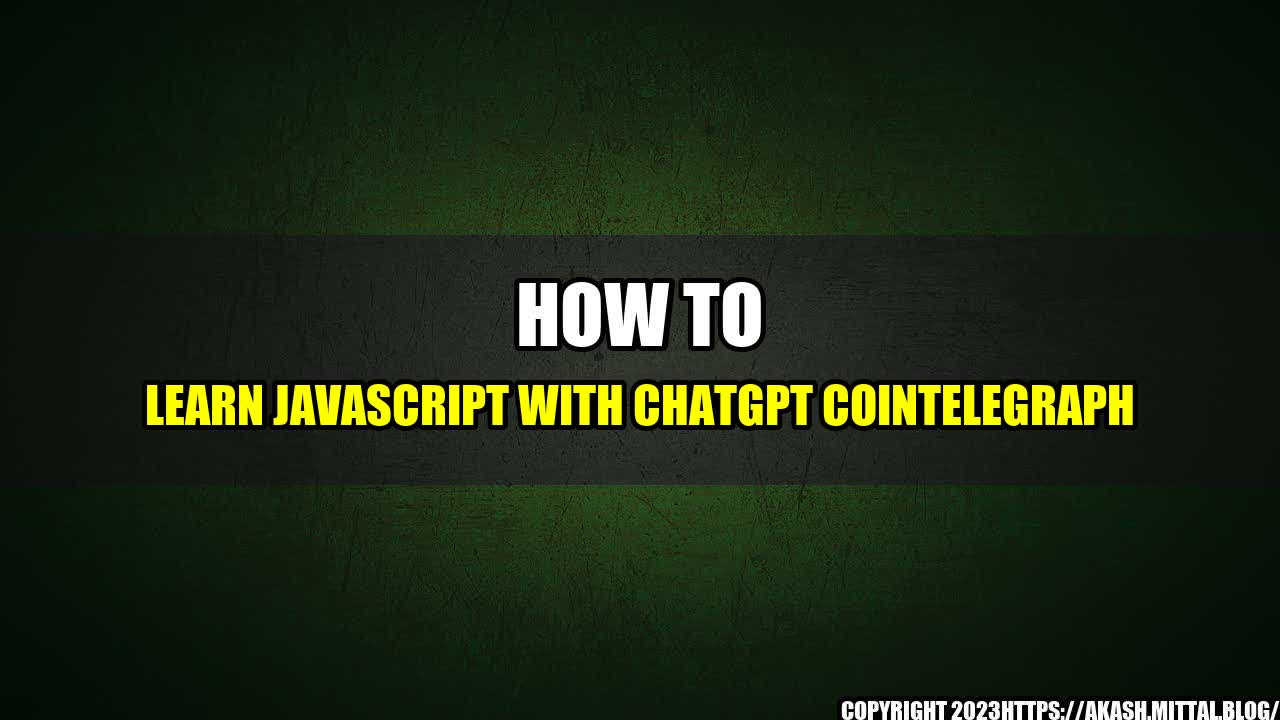 HOW TO
LEARN JAVASCRIPT WITH CHATGPT COINTELEGRAPH
COPYRIGHT 2023HTTPS://AKASH.MITTAL.BLOG/